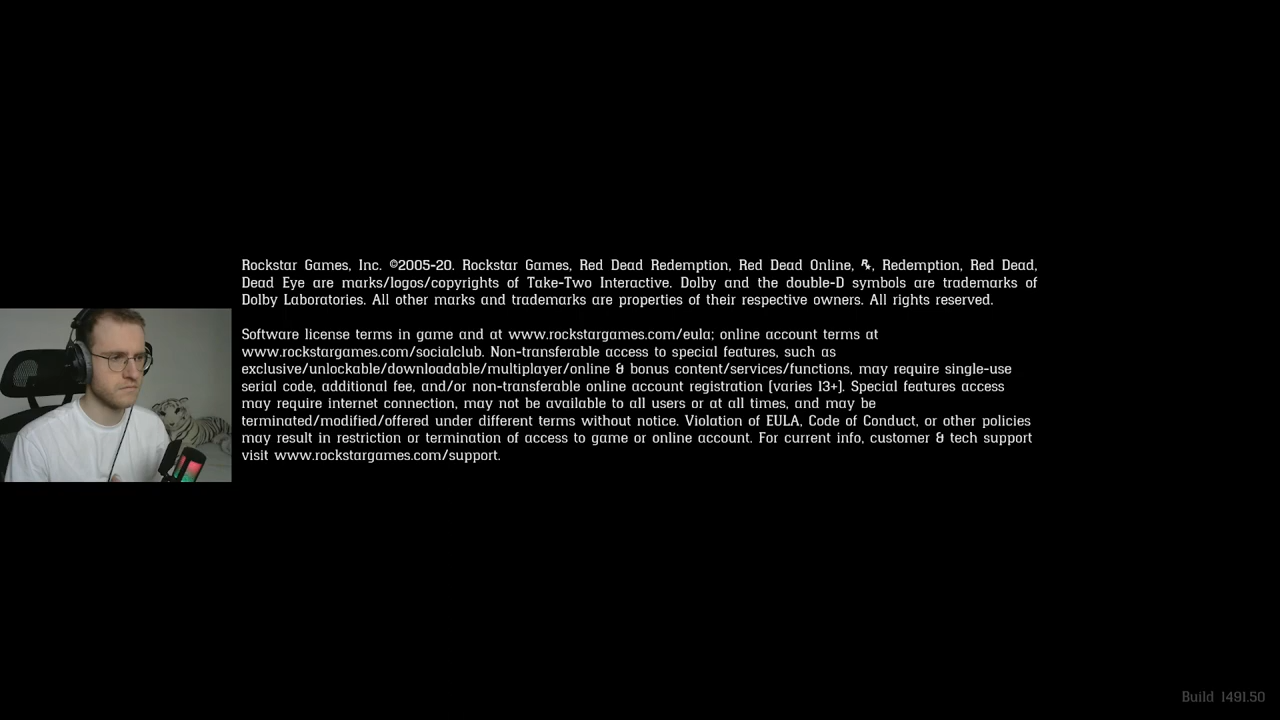 Rockstar Games, Inc. ©2005-20. Rockstar Games, Red Dead Redemption, Red Dead Online, R★, Redemption, Red Dead,
Dead Eye are marks/logos/copyrights of Take-Two Interactive. Dolby and the double-D symbols are trademarks of
Dolby Laboratories. All other marks and trademarks are properties of their respective owners. All rights reserved.
Software license terms in game and at www.rockstargames.com/eula; online account terms at
www.rockstargames.com/socialclub. Non-transferable access to special features, such as
exclusive/unlockable/downloadable/multiplayer/online & bonus content/services/functions, may require single-use
serial code, additional fee, and/or non-transferable online account registration (varies 13+). Special features access
may require internet connection, may not be available to all users or at all times, and may be
terminated/modified/offered under different terms without notice. Violation of EULA, Code of Conduct, or other policies
may result in restriction or termination of access to game or online account. For current info, customer & tech support
visit www.rockstargames.com/support.
Build 1491.50